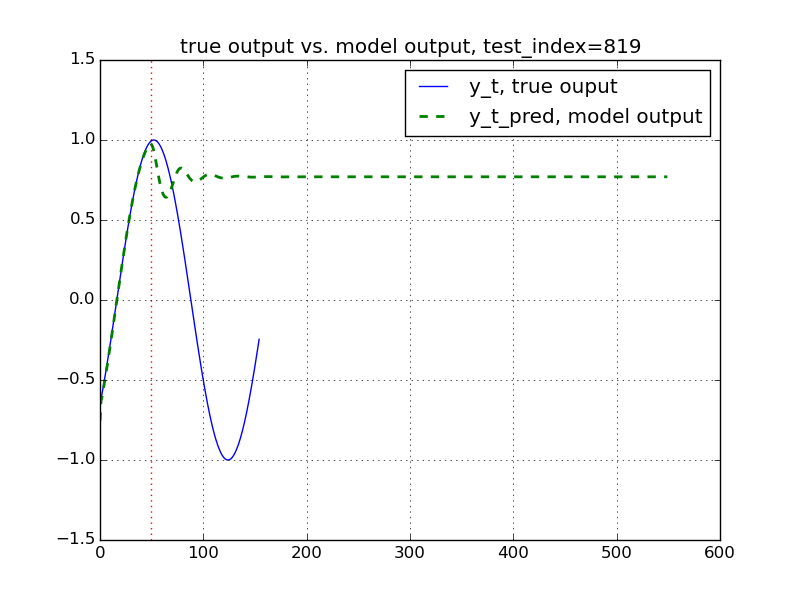 true output vs. model output, test_index=819
y_t, true ouput
y_t_pred, model output
1.5
1.0
0.5
0.0
−0.5
−1.0
−1.5
0 100 200 300 400 500 600